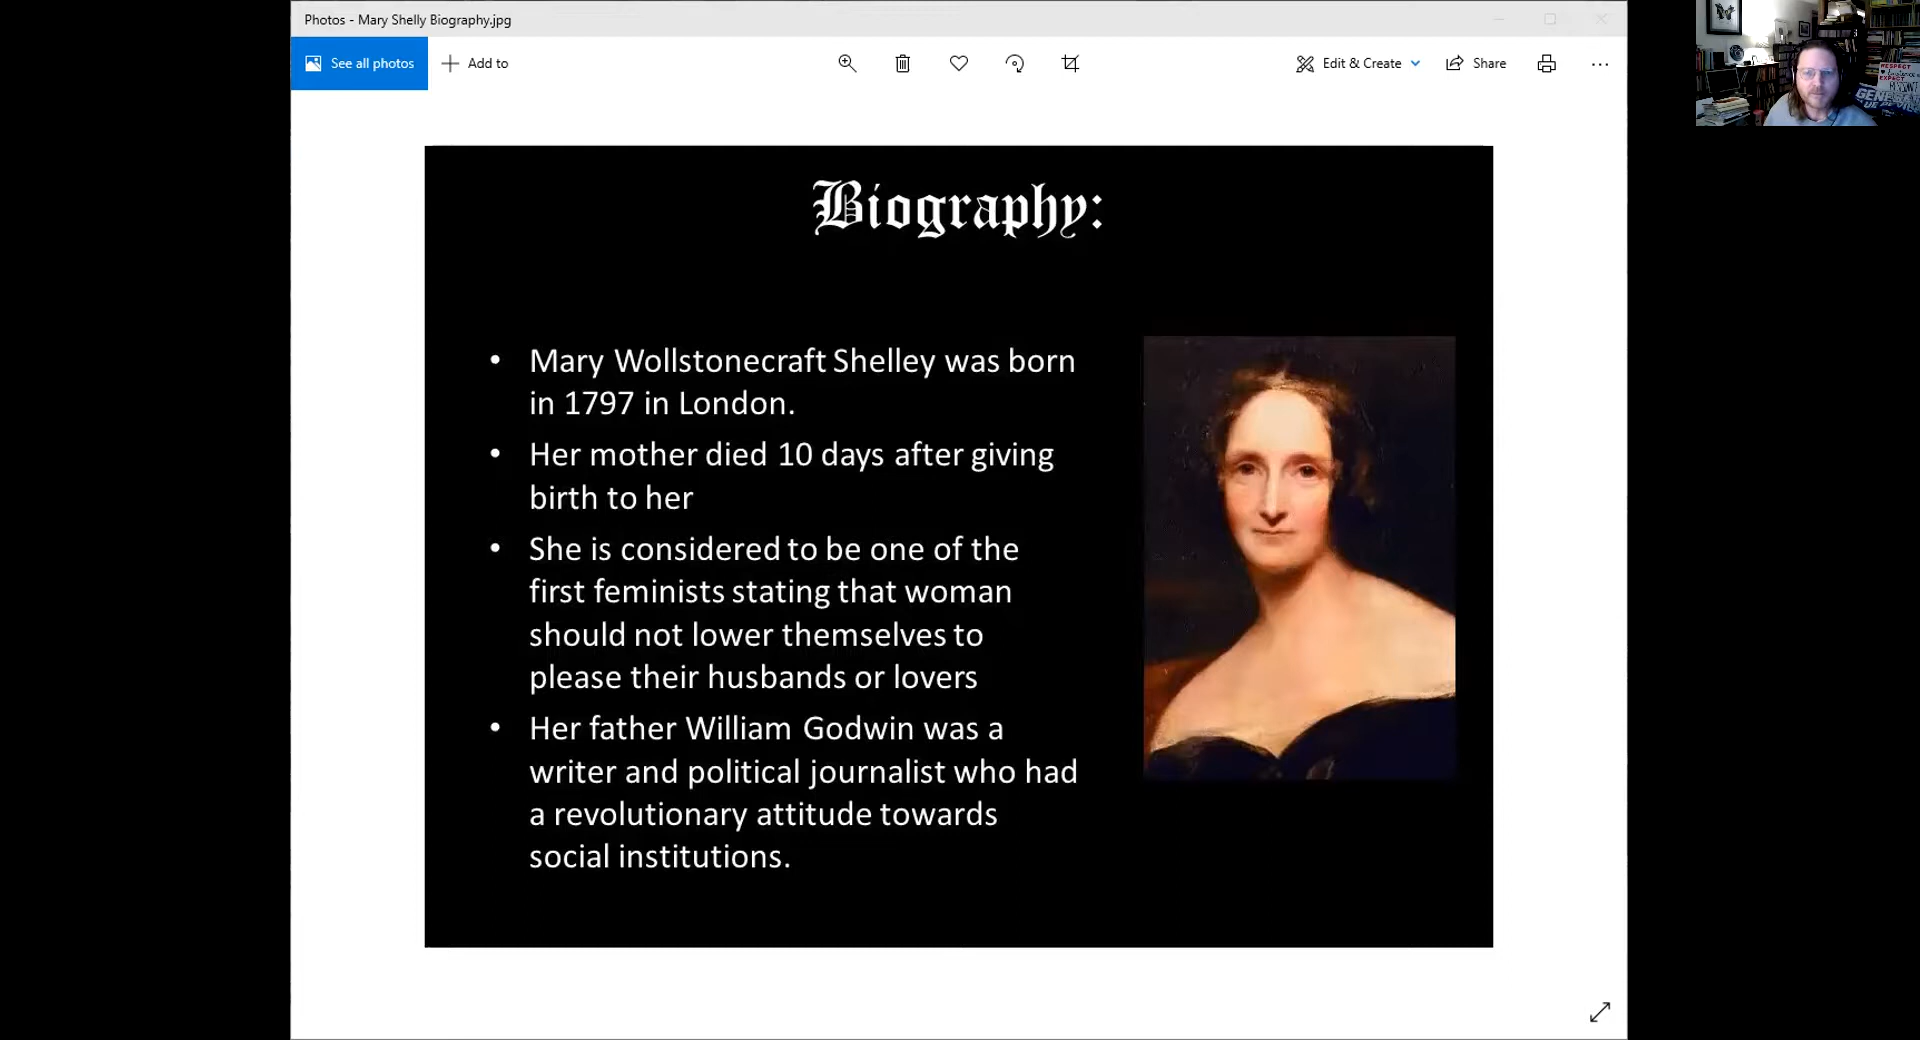 Photos - Mary Shelly Biography.jpg
See all photos
Add to
Edit & Create
Share
Biography:
• Mary Wollstonecraft Shelley was born
in 1797 in London.
• Her mother died 10 days after giving
birth to her
• She is considered to be one of the
first feminists stating that woman
should not lower themselves to
please their husbands or lovers
• Her father William Godwin was a
writer and political journalist who had
a revolutionary attitude towards
social institutions.
RESPECT
EXPECT